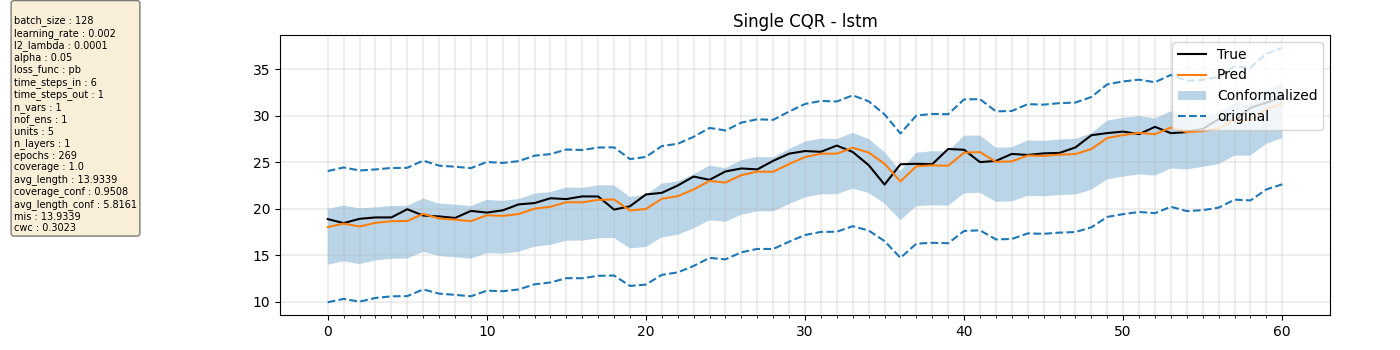 batch_size : 128
learning_rate : 0.002
l2_lambda : 0.0001
alpha : 0.05
loss_func : pb
time_steps_in : 6
time_steps_out : 1
n_vars : 1
nof_ens : 1
units : 5
n_layers : 1
epochs : 269
coverage : 1.0
avg_length : 13.9339
coverage_conf : 0.9508
avg_length_conf : 5.8161
mis : 13.9339
cwc : 0.3023
Single CQR - lstm
35
30
25
20
15
10
0 10 20 30 40 50 60
True
Pred
Conformalized
original